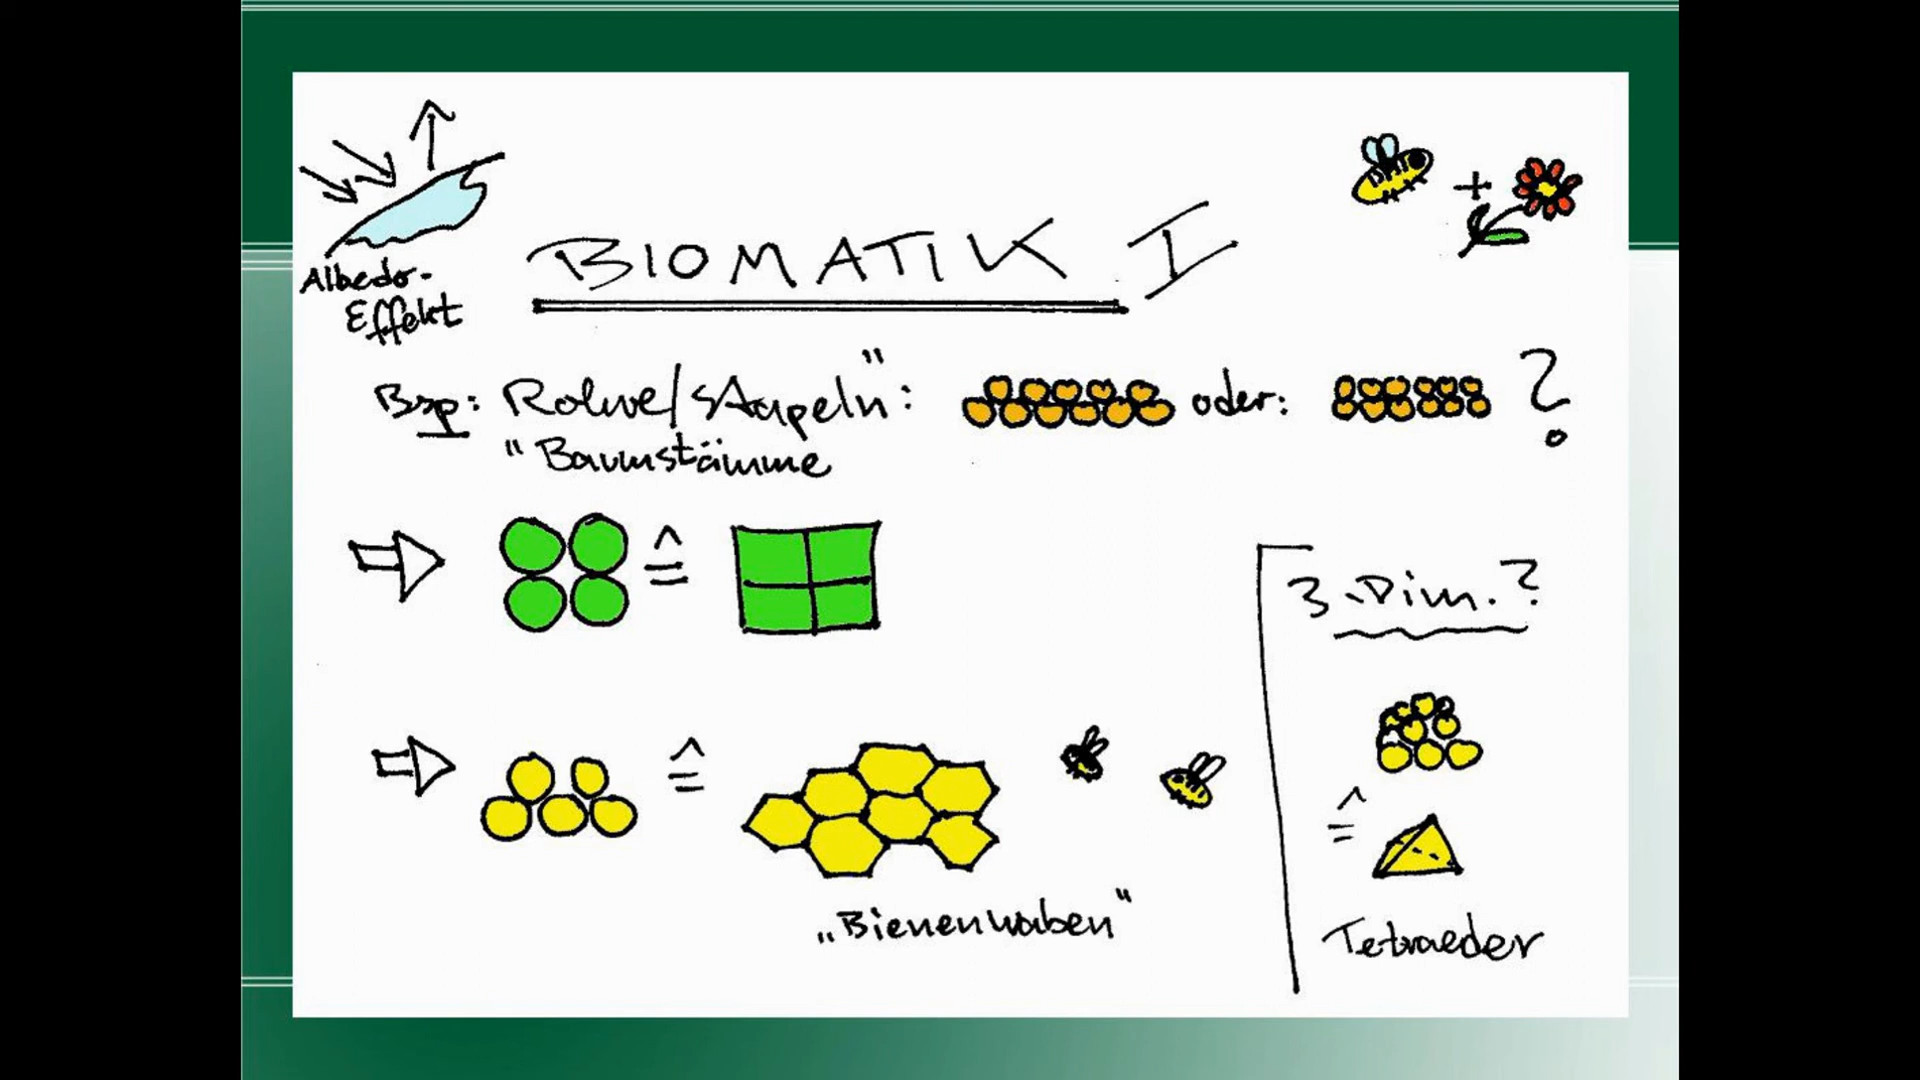 Albedo-
Effekt
BIOMATIK I
Bsp: Rohre/stapeln": oder: ?
"Baumstämme
≙
3-Dim.?
≙
≙
„Bienenwaben"
Tetraeder